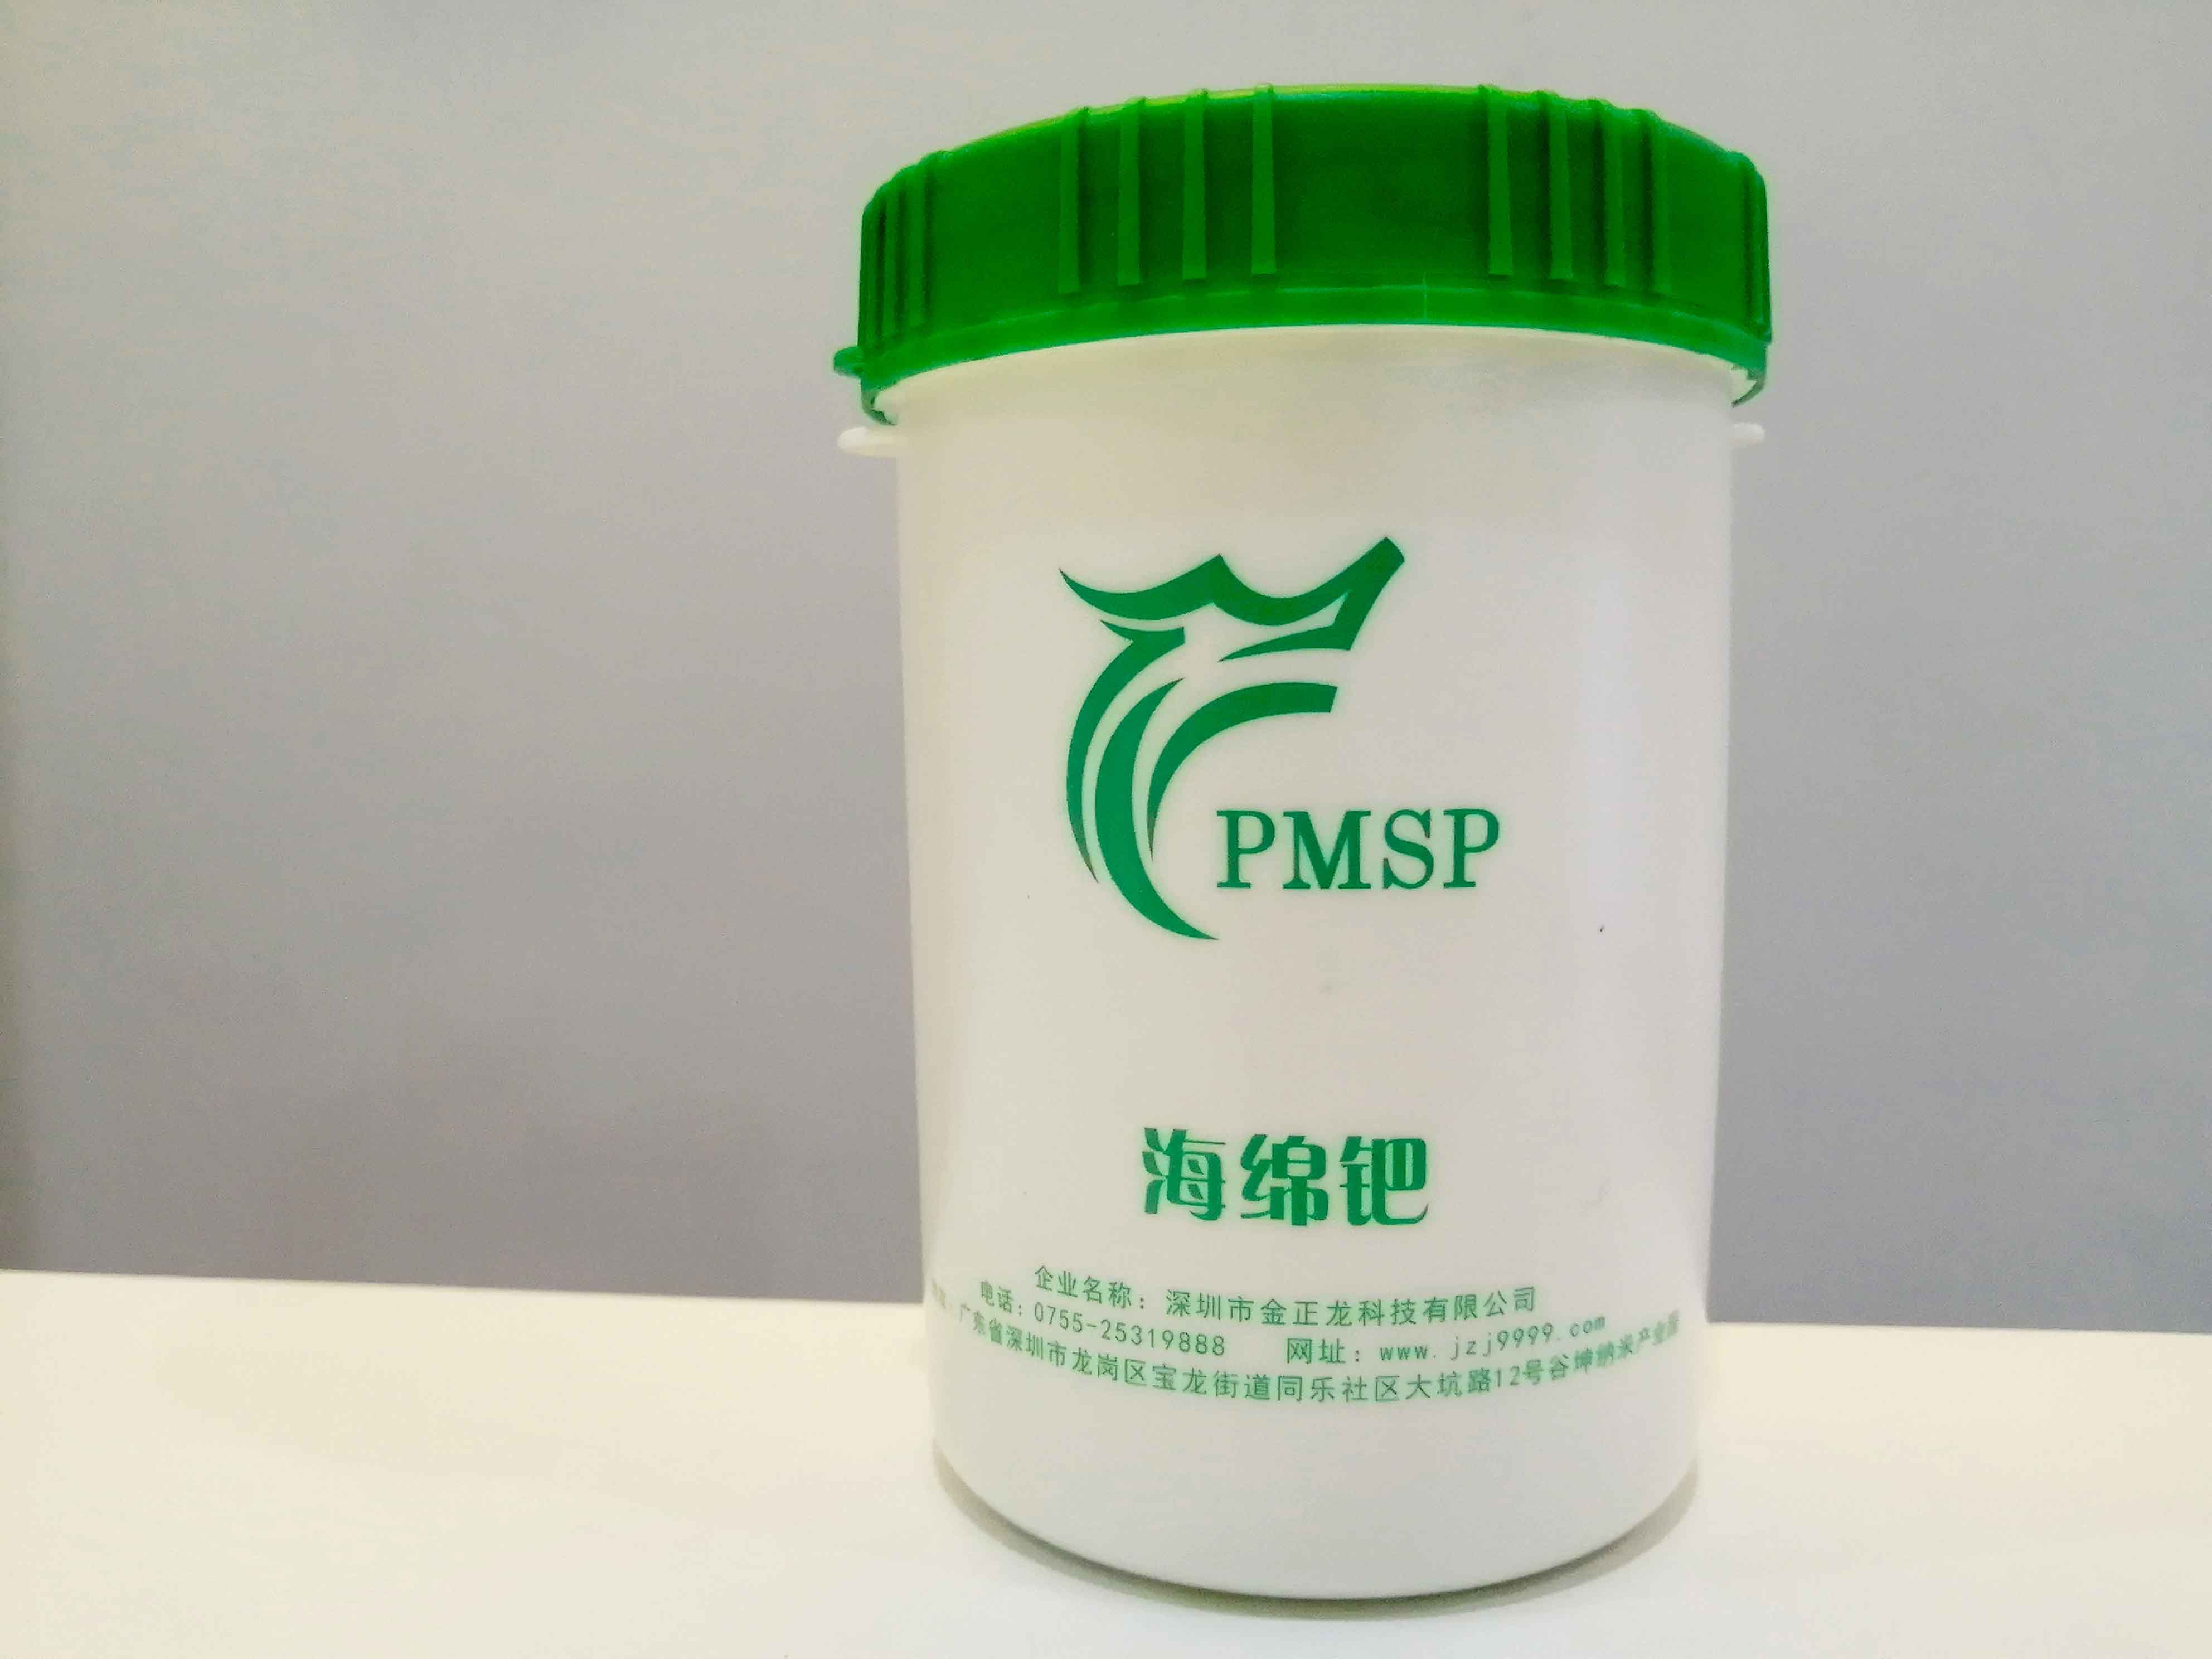 PMSP
海绵钯
企业名称：深圳市金正龙科技有限公司
电话：0755-25319888 网址：www.jzj9999.com
广东省深圳市龙岗区宝龙街道同乐社区大坑路12号谷坤纳米产业园